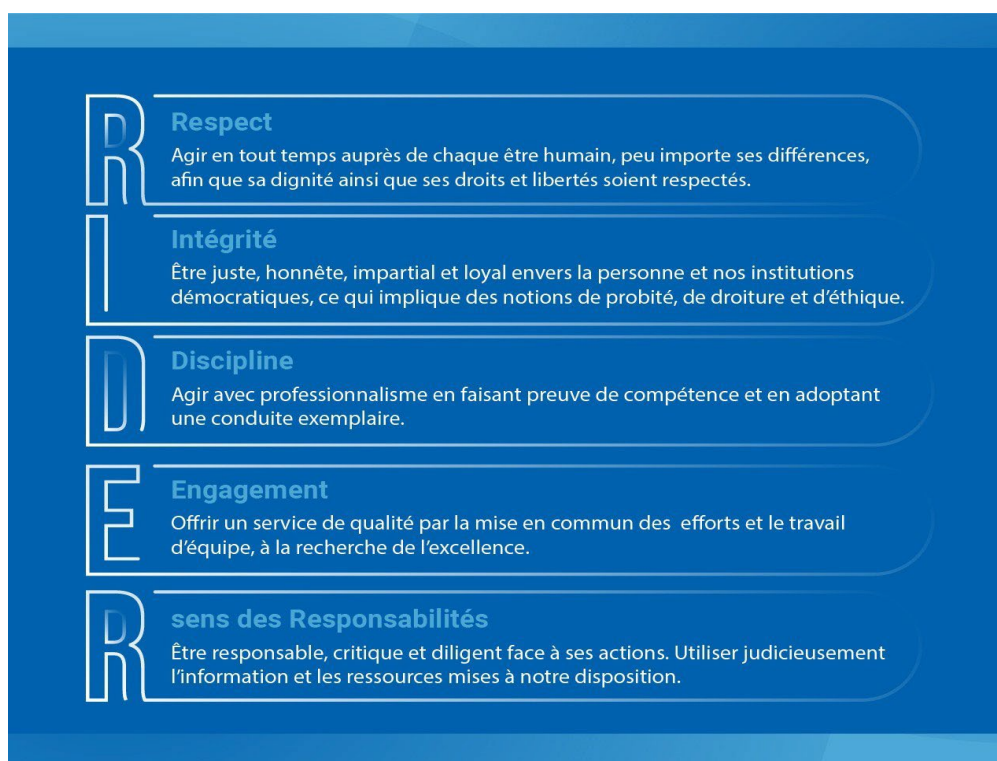 R
Respect
Agir en tout temps auprès de chaque être humain, peu importe ses différences,
afin que sa dignité ainsi que ses droits et libertés soient respectés.
I
Intégrité
Être juste, honnête, impartial et loyal envers la personne et nos institutions
démocratiques, ce qui implique des notions de probité, de droiture et d’éthique.
D
Discipline
Agir avec professionnalisme en faisant preuve de compétence et en adoptant
une conduite exemplaire.
E
Engagement
Offrir un service de qualité par la mise en commun des efforts et le travail
d’équipe, à la recherche de l’excellence.
R
sens des Responsabilités
Être responsable, critique et diligent face à ses actions. Utiliser judicieusement
l’information et les ressources mises à notre disposition.